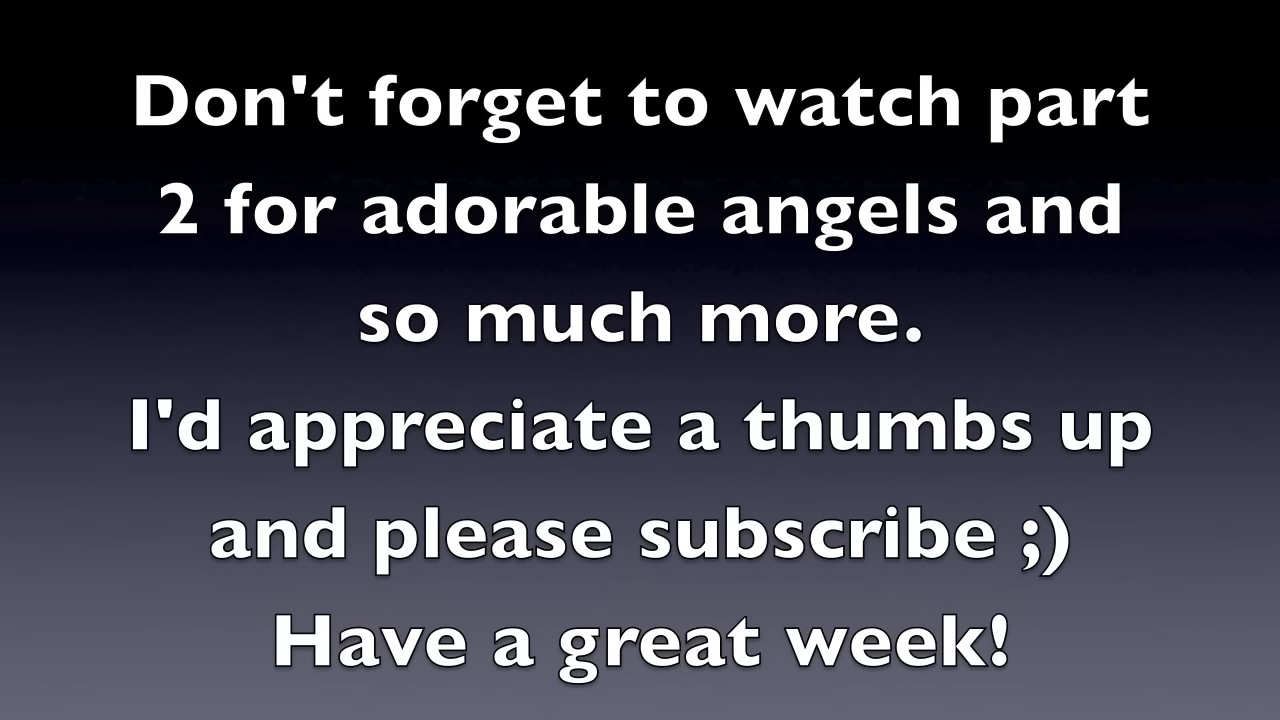 Don't forget to watch part
2 for adorable angels and
so much more.
I'd appreciate a thumbs up
and please subscribe ;)
Have a great week!